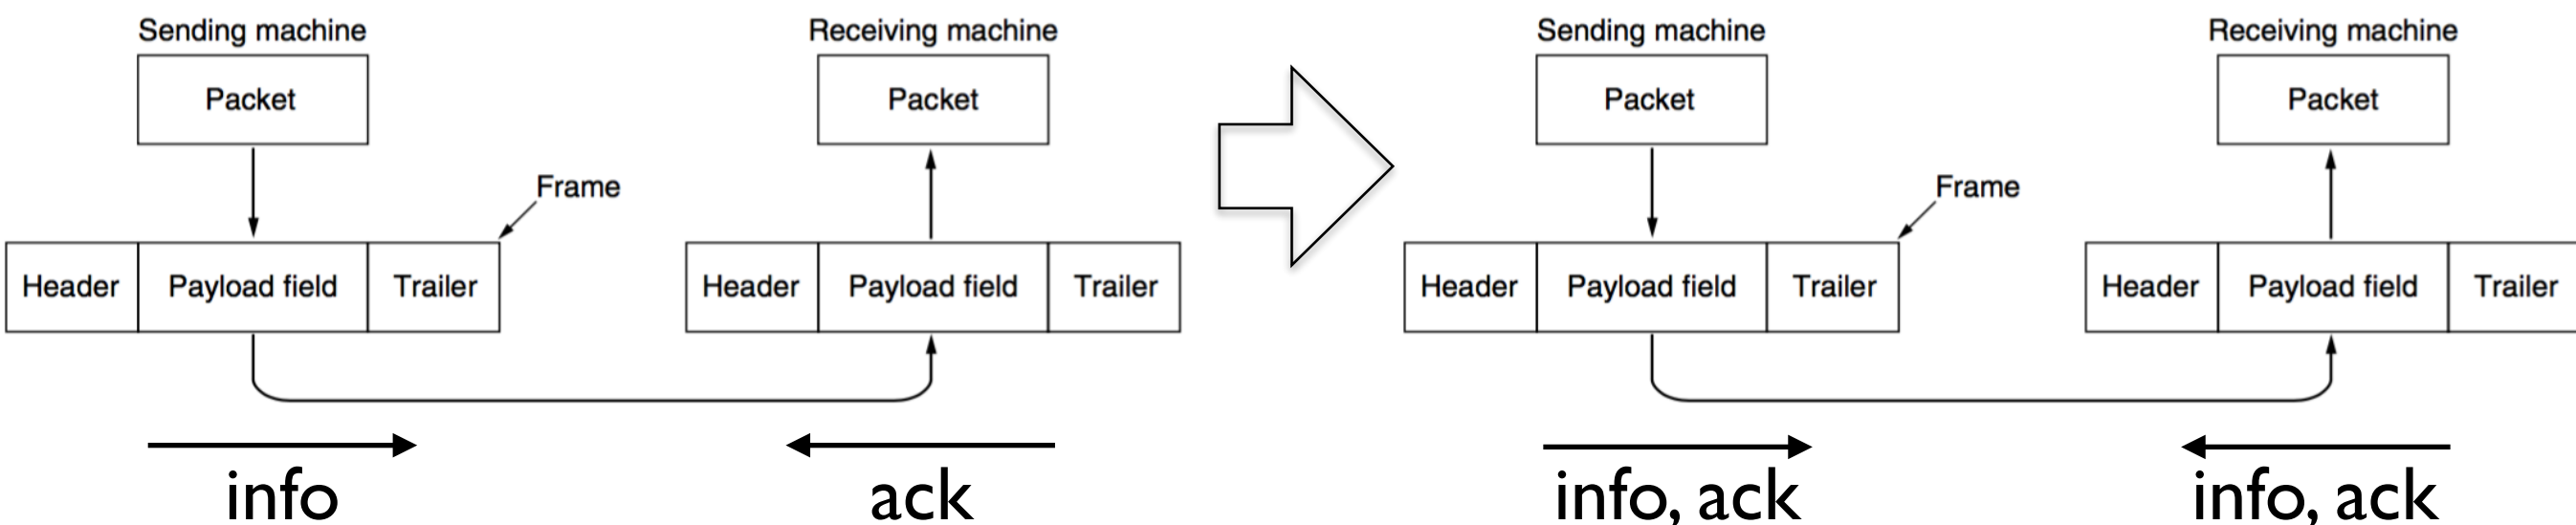 Sending machine
Packet
Frame
Header Payload field Trailer
info
Receiving machine
Packet
Header Payload field Trailer
ack
Sending machine
Packet
Frame
Header Payload field Trailer
info, ack
Receiving machine
Packet
Header Payload field Trailer
info, ack